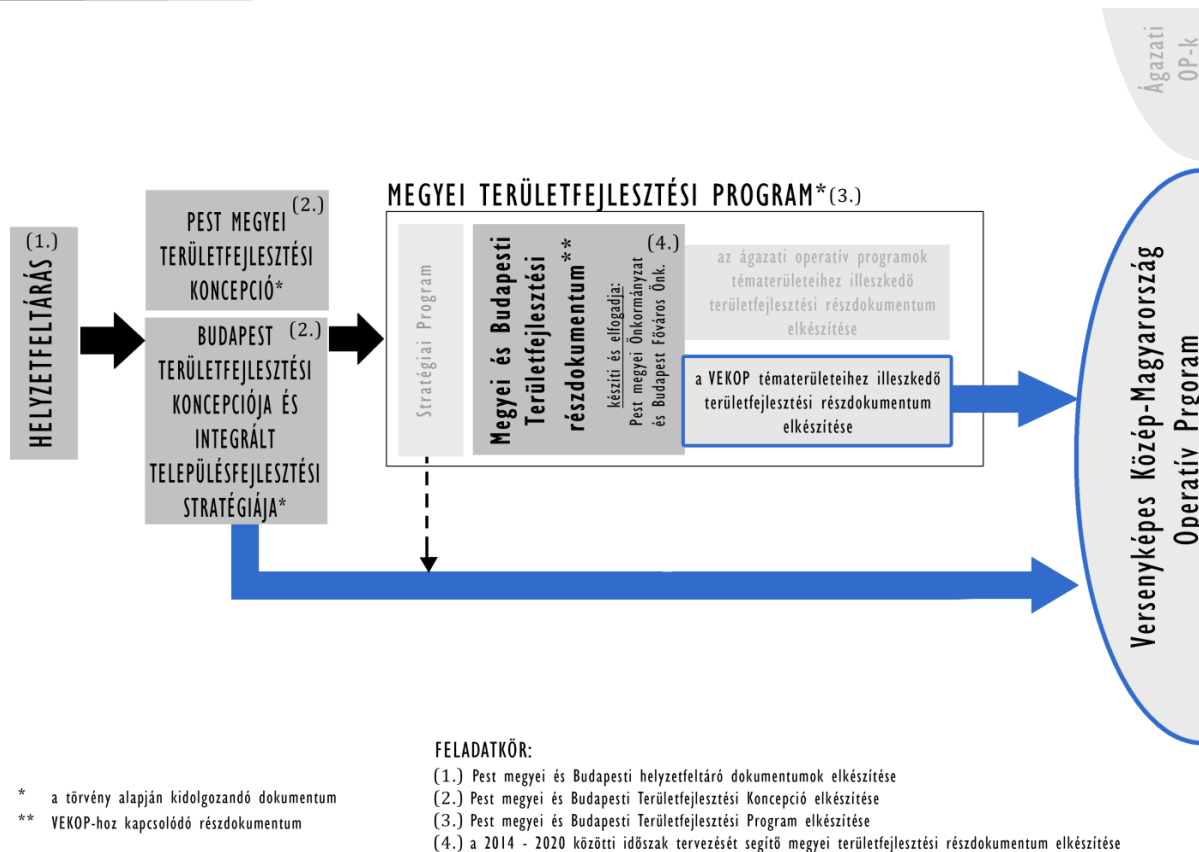 Ágazati
OP-k
MEGYEI TERÜLETFEJLESZTÉSI PROGRAM*(3.)
HELYZETFELTÁRÁS (1.)
(2.)
PEST MEGYEI
TERÜLETFEJLESZTÉSI
KONCEPCIÓ*
(2.)
BUDAPEST
TERÜLETFEJLESZTÉSI
KONCEPCIÓJA ÉS
INTEGRÁLT
TELEPÜLÉSFEJLESZTÉSI
STRATÉGIÁJA*
Stratégiai Program
Megyei és Budapesti
Területfejlesztési
részdokumentum**
(4.)
készíti és elfogadja:
Pest megyei Önkormányzat
és Budapest Főváros Önk.
az ágazati operatív programok
tématerületeihez illeszkedő
területfejlesztési részdokumentum
elkészítése
a VEKOP tématerületeihez illeszkedő
területfejlesztési részdokumentum
elkészítése
Versenyképes Közép-Magyarország
Operatív Prgoram
* a törvény alapján kidolgozandó dokumentum
** VEKOP-hoz kapcsolódó részdokumentum
FELADATKÖR:
(1.) Pest megyei és Budapesti helyzetfeltáró dokumentumok elkészítése
(2.) Pest megyei és Budapesti Területfejlesztési Koncepció elkészítése
(3.) Pest megyei és Budapesti Területfejlesztési Program elkészítése
(4.) a 2014 - 2020 közötti időszak tervezését segítő megyei területfejlesztési részdokumentum elkészítése